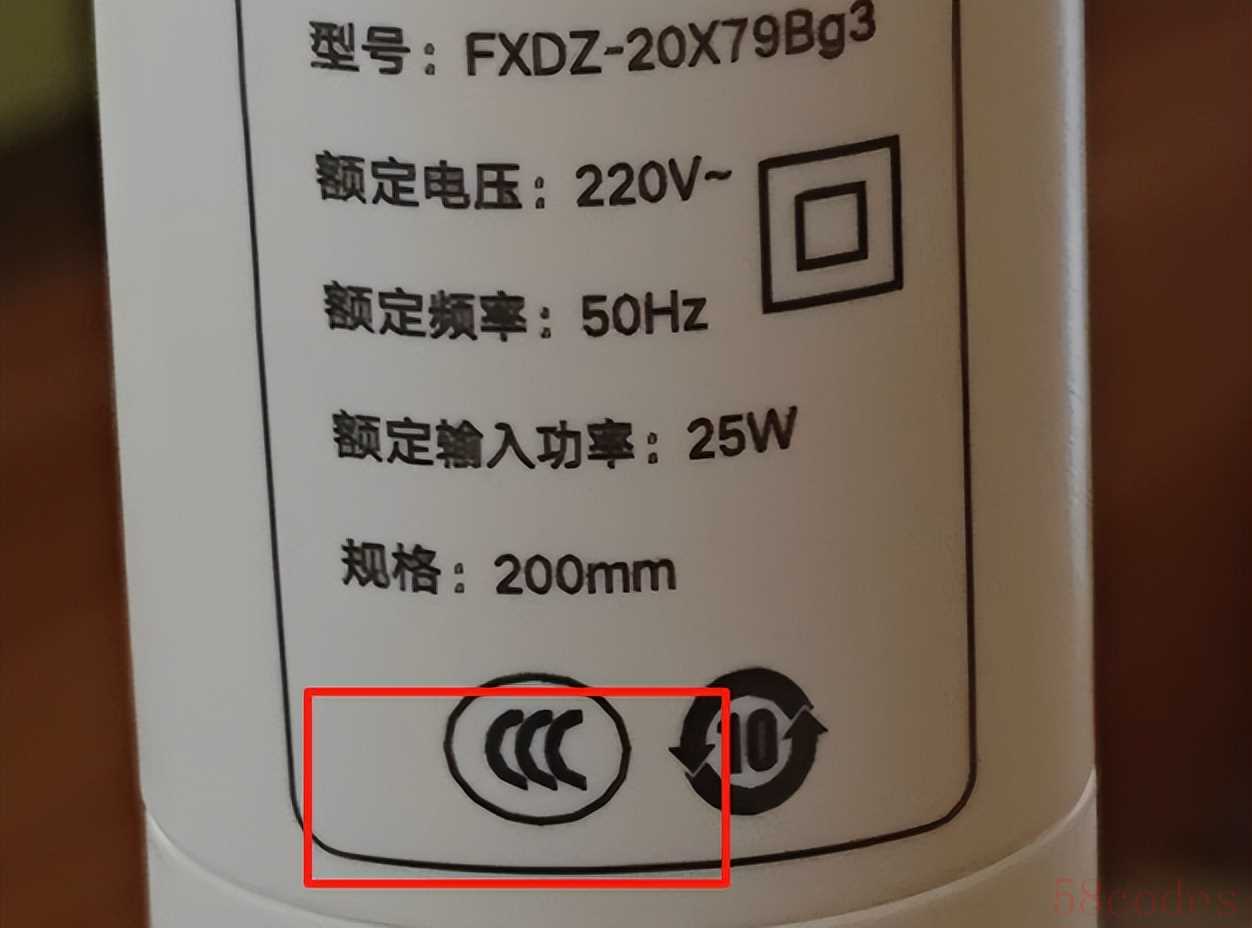 型号：FXDZ-20X79Bg3
额定电压：220V~
额定频率：50Hz
额定输入功率：25W
规格：200mm
CCC
10
58codes